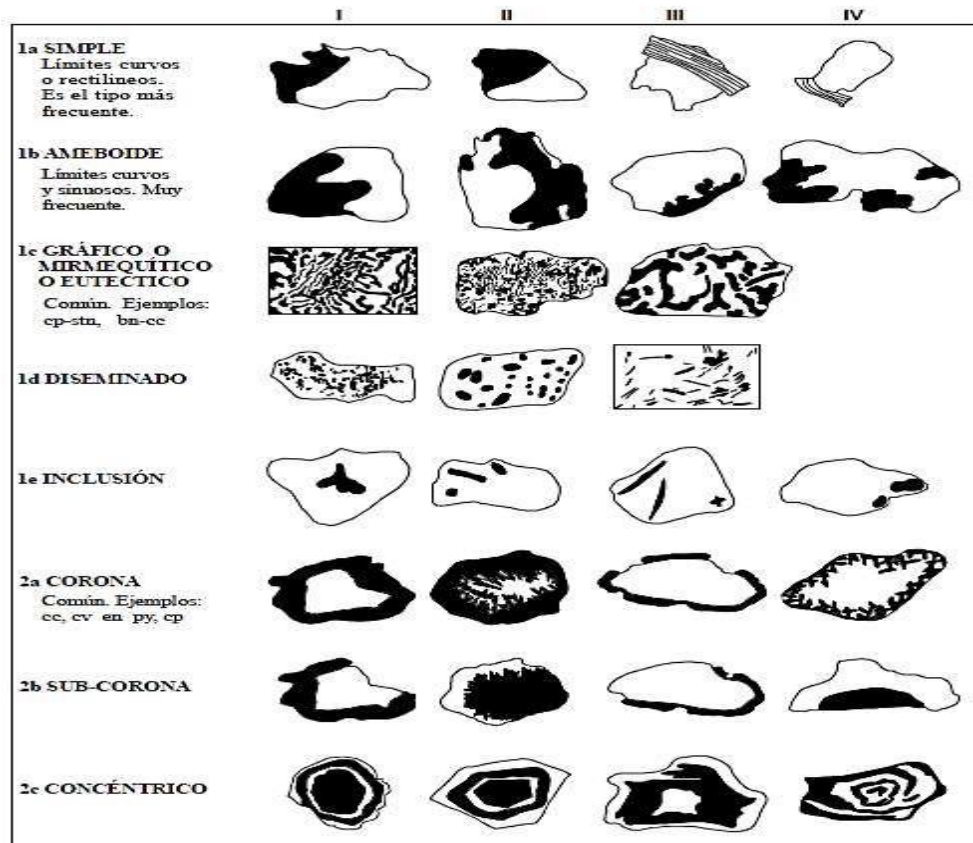 I II III IV
1a SIMPLE
Límites curvos
o rectilineos.
Es el tipo más
frecuente.
1b AMEBOIDE
Límites curvos
y sinuosos. Muy
frecuente.
1c GRÁFICO O
MIRMEQUÍTICO
O EUTECTICO
Común. Ejemplos:
cp-stn, bn-cc
1d DISEMINADO
1e INCLUSIÓN
2a CORONA
Común. Ejemplos:
cc, cv en py, cp
2b SUB-CORONA
2c CONCÉNTRICO